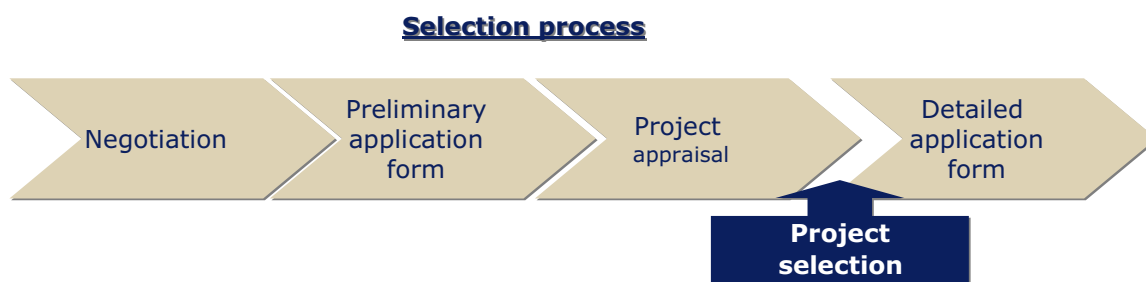 Selection process
Negotiation
Preliminary
application
form
Project
appraisal
Detailed
application
form
Project
selection